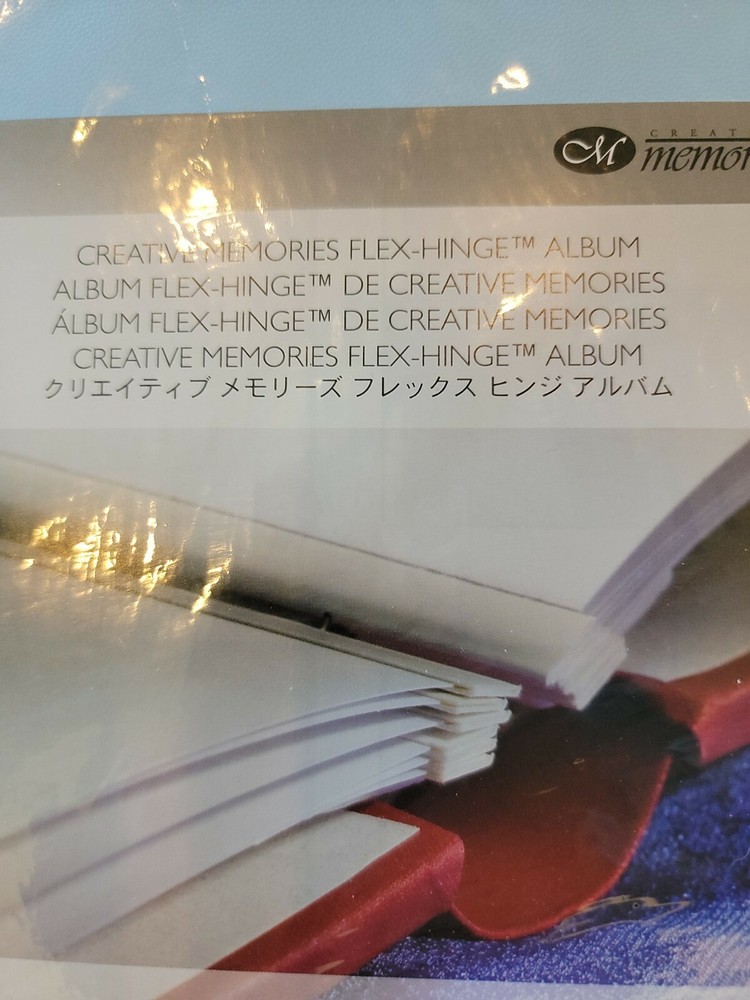 CREAT
memor
CREATIVE MEMORIES FLEX-HINGE™ ALBUM
ALBUM FLEX-HINGE™ DE CREATIVE MEMORIES
ÁLBUM FLEX-HINGE™ DE CREATIVE MEMORIES
CREATIVE MEMORIES FLEX-HINGE™ ALBUM
クリエイティブ メモリーズ フレックス ヒンジ アルバム